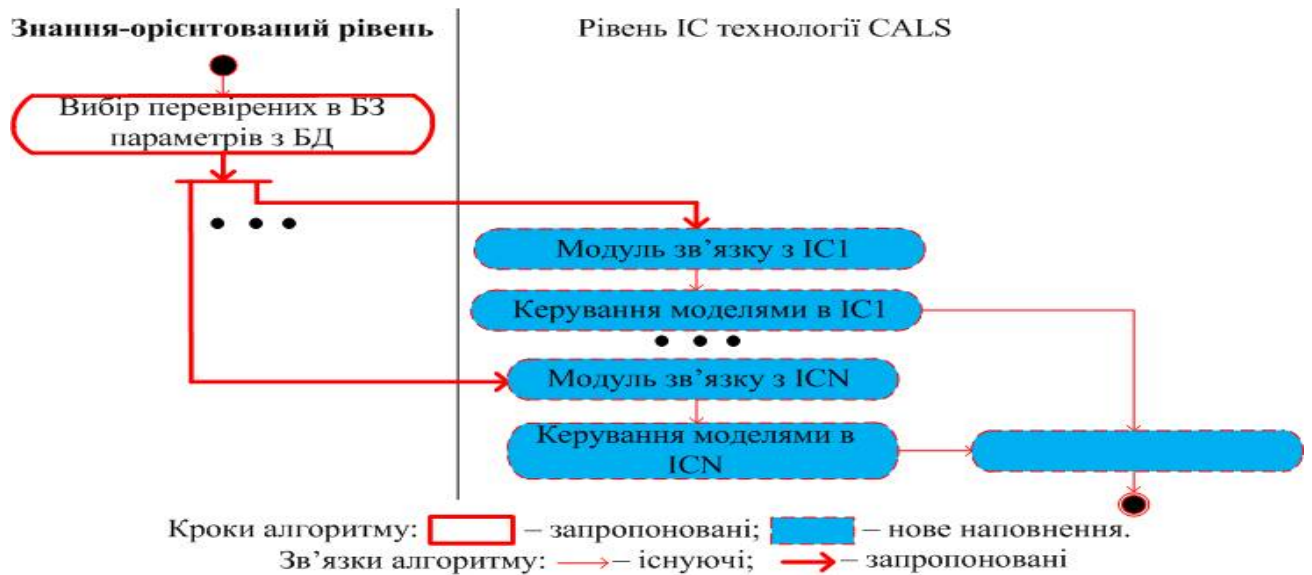 Знання-орієнтований рівень
Рівень ІС технології CALS
Вибір перевірених в БЗ
параметрів з БД
Модуль зв’язку з ІС1
Керування моделями в ІС1
Модуль зв’язку з ІСN
Керування моделями в
ІСN
Кроки алгоритму: – запропоновані; – нове наповнення.
Зв’язки алгоритму: – існуючі; – запропоновані